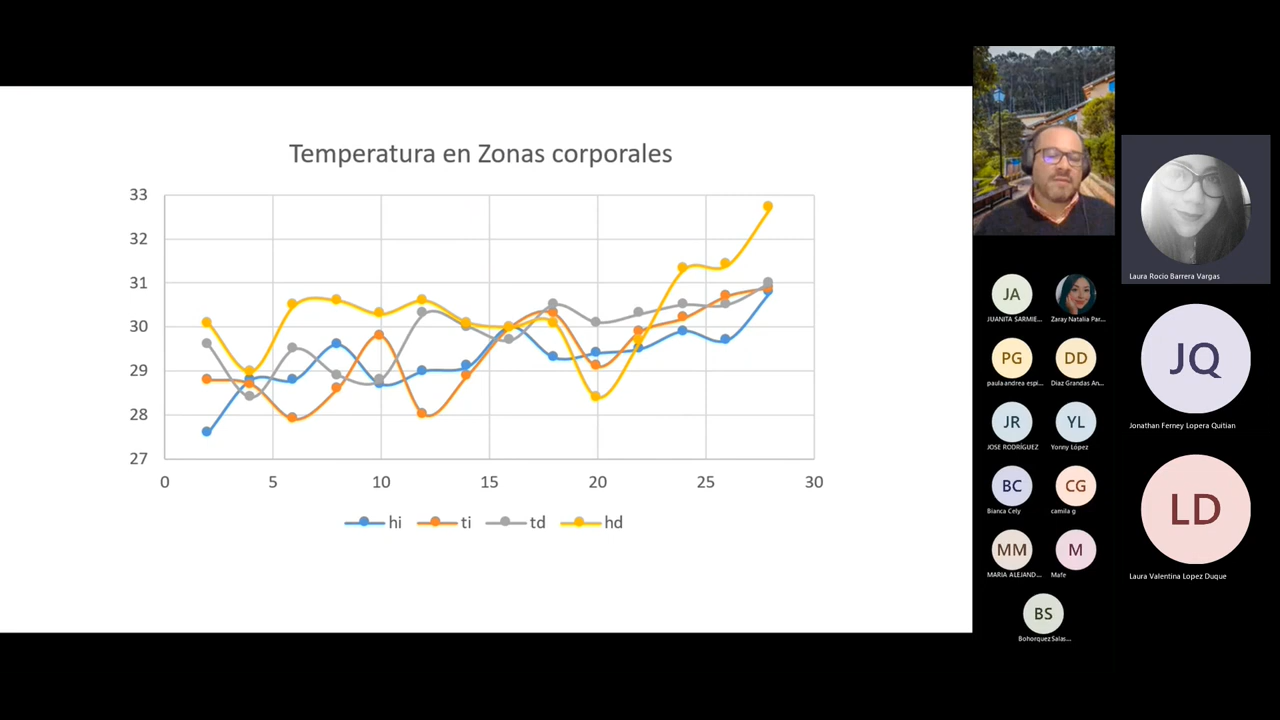 Temperatura en Zonas corporales
33
32
31
30
29
28
27
0 5 10 15 20 25 30
hi ti td hd
Laura Rocio Barrera Vargas
JA
JUANITA SARMIE...
Zaray Natalia Par...
PG
DD
paula andrea espi...
Diaz Grandas An...
JQ
Jonathan Ferney Lopera Quitian
JR
YL
JOSE RODRÍGUEZ
Yonny López
BC
CG
Bianca Cely
camila g
LD
Laura Valentina Lopez Duque
MM
M
MARIA ALEJAND...
Mafe
BS
Bohorquez Salas...